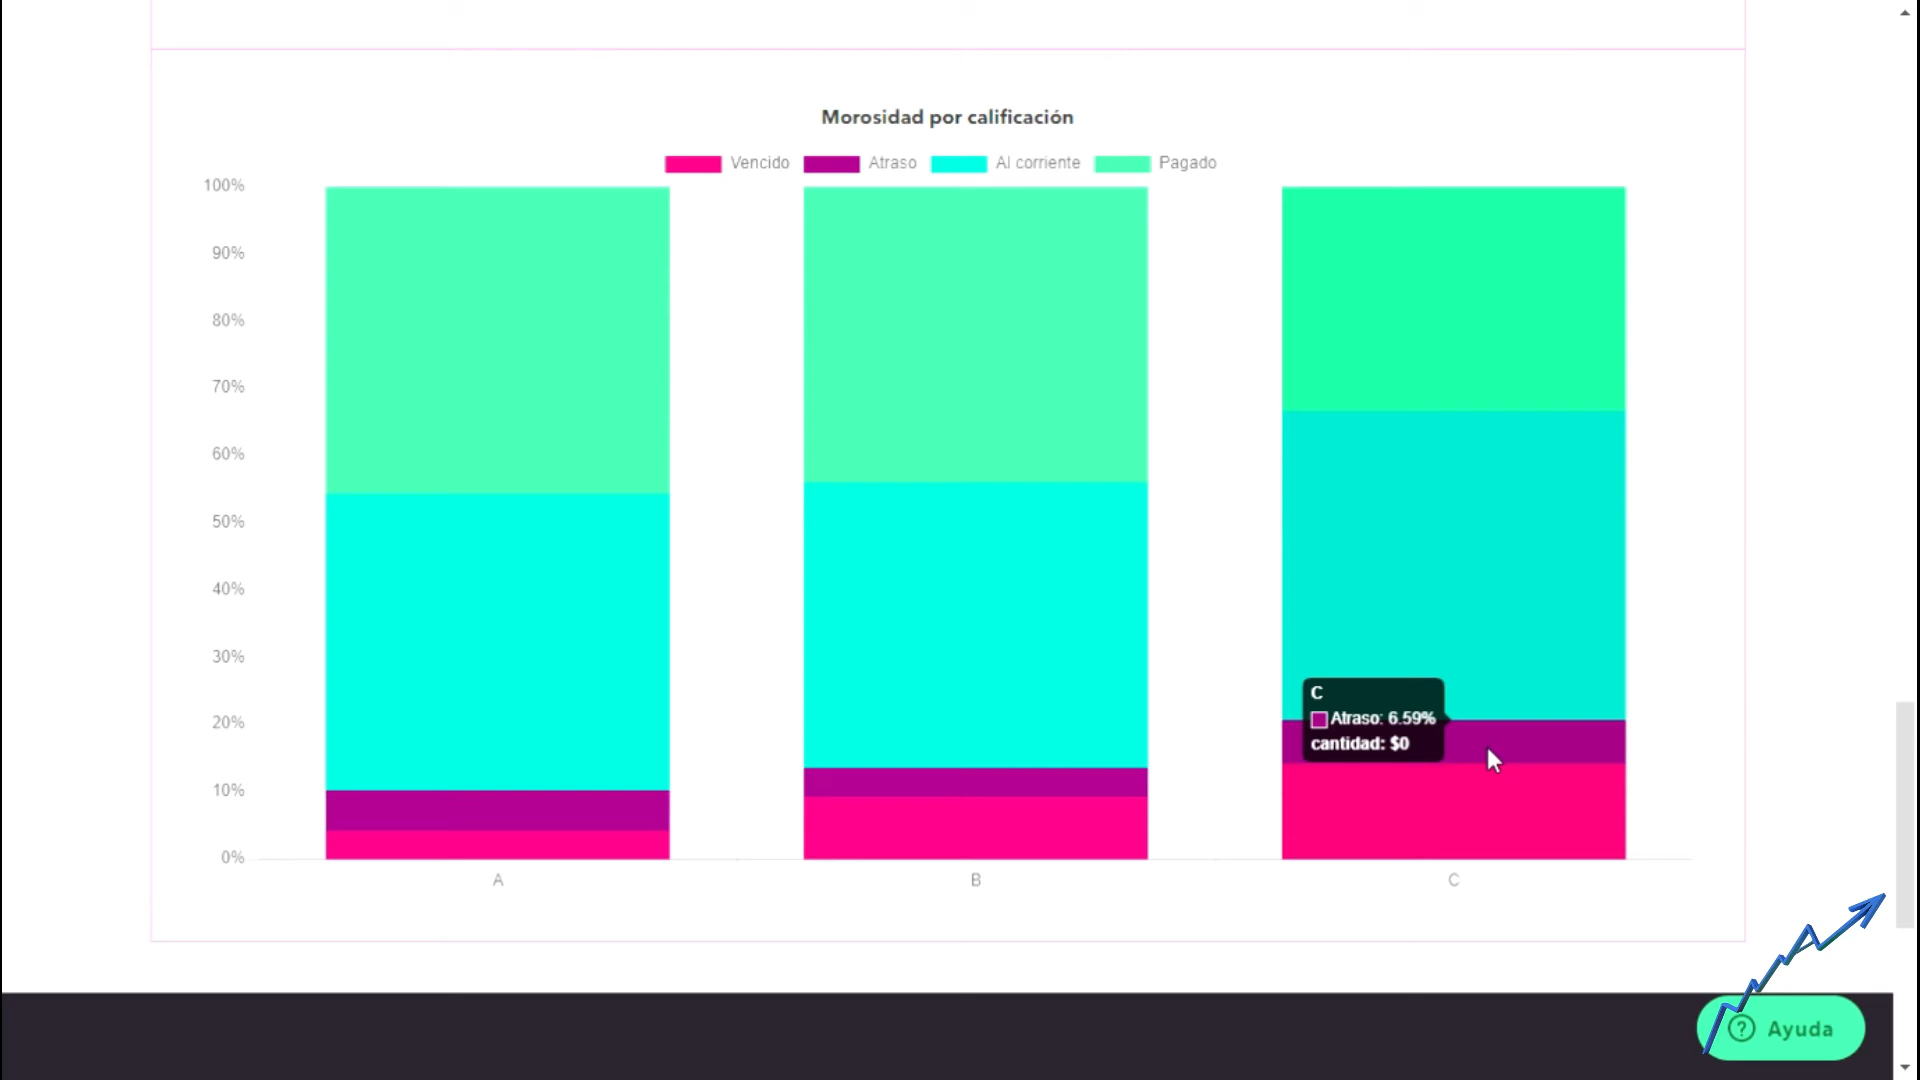 Morosidad por calificación
Vencido Atraso Al corriente Pagado
100%
90%
80%
70%
60%
50%
40%
30%
20%
10%
0%
C
Atraso: 6.59%
cantidad: $0
A B C
Ayuda